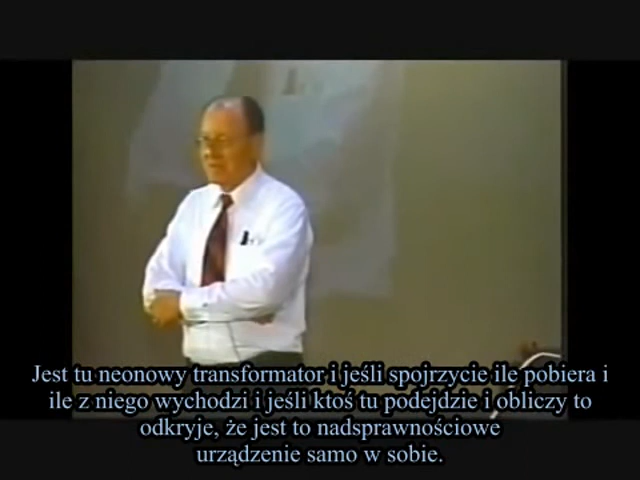 Jest tu neonowy transformator i jeśli spojrzycie ile pobiera i
ile z niego wychodzi i jeśli ktoś tu podejdzie i obliczy to
odkryje, że jest to nadsprawnościowe
urządzenie samo w sobie.